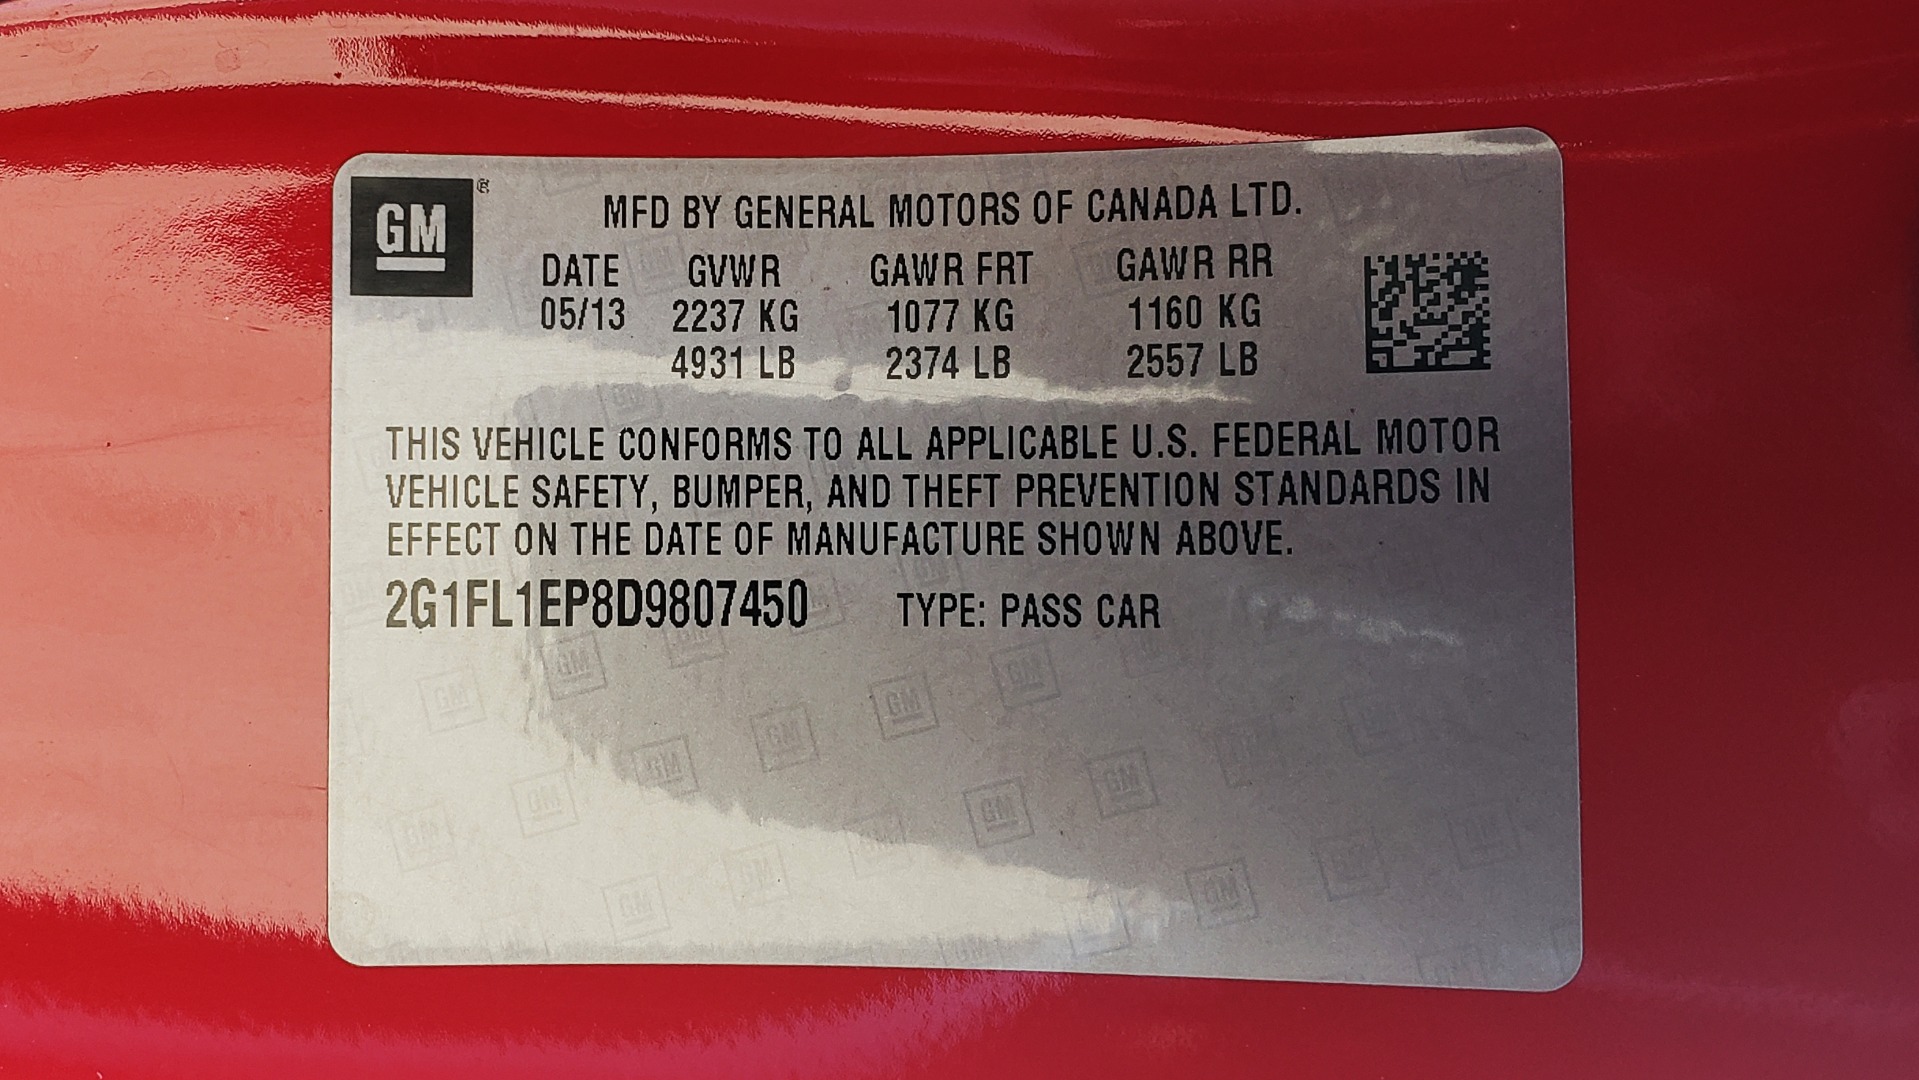 GM ®
MFD BY GENERAL MOTORS OF CANADA LTD.
DATE GVWR GAWR FRT GAWR RR
05/13 2237 KG 1077 KG 1160 KG
4931 LB 2374 LB 2557 LB
THIS VEHICLE CONFORMS TO ALL APPLICABLE U.S. FEDERAL MOTOR
VEHICLE SAFETY, BUMPER, AND THEFT PREVENTION STANDARDS IN
EFFECT ON THE DATE OF MANUFACTURE SHOWN ABOVE.
2G1FL1EP8D9807450 TYPE: PASS CAR